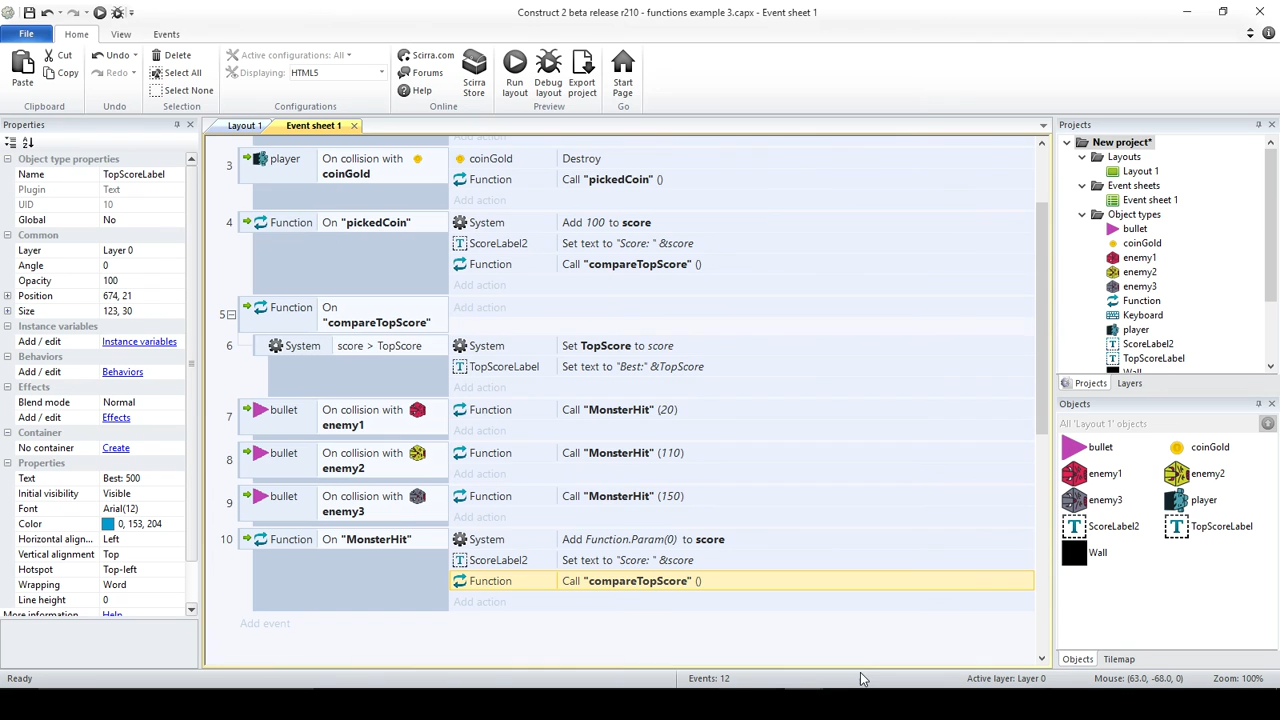 Construct 2 beta release r210 - functions example 3.capx - Event sheet 1
File Home View Events
Paste
Cut
Copy
Clipboard
Undo
Redo
Undo
Delete
Select All
Select None
Selection
Active configurations: All
Displaying: HTML5
Configurations
Scirra.com
Forums
Help
Scirra Store
Online
Run layout
Debug layout
Export project
Preview
Start Page
Go
Properties
Object type properties
Name TopScoreLabel
Plugin Text
UID 10
Global No
Common
Layer Layer 0
Angle 0
Opacity 100
Position 674, 21
Size 123, 30
Instance variables
Add / edit Instance variables
Behaviors
Add / edit Behaviors
Effects
Blend mode Normal
Add / edit Effects
Container
No container Create
Properties
Text Best: 500
Initial visibility Visible
Font Arial(12)
Color 0, 153, 204
Horizontal align... Left
Vertical alignment Top
Hotspot Top-left
Wrapping Word
Line height 0
More information Help
Layout 1 Event sheet 1
Add action
3 player On collision with coinGold
coinGold Destroy
Function Call "pickedCoin" ()
Add action
4 Function On "pickedCoin"
System Add 100 to score
ScoreLabel2 Set text to "Score: " &score
Function Call "compareTopScore" ()
Add action
5 Function On "compareTopScore"
Add action
6 System score > TopScore
System Set TopScore to score
TopScoreLabel Set text to "Best:" &TopScore
Add action
7 bullet On collision with enemy1
Function Call "MonsterHit" (20)
Add action
8 bullet On collision with enemy2
Function Call "MonsterHit" (110)
Add action
9 bullet On collision with enemy3
Function Call "MonsterHit" (150)
Add action
10 Function On "MonsterHit"
System Add Function.Param(0) to score
ScoreLabel2 Set text to "Score: " &score
Function Call "compareTopScore" ()
Add action
Add event
Projects
New project*
Layouts
Layout 1
Event sheets
Event sheet 1
Object types
bullet
coinGold
enemy1
enemy2
enemy3
Function
Keyboard
player
ScoreLabel2
TopScoreLabel
Wall
Projects Layers
Objects
All 'Layout 1' objects
bullet coinGold
enemy1 enemy2
enemy3 player
ScoreLabel2 TopScoreLabel
Wall
Objects Tilemap
Ready Events: 12 Active layer: Layer 0 Mouse: (63.0, -68.0, 0) Zoom: 100%